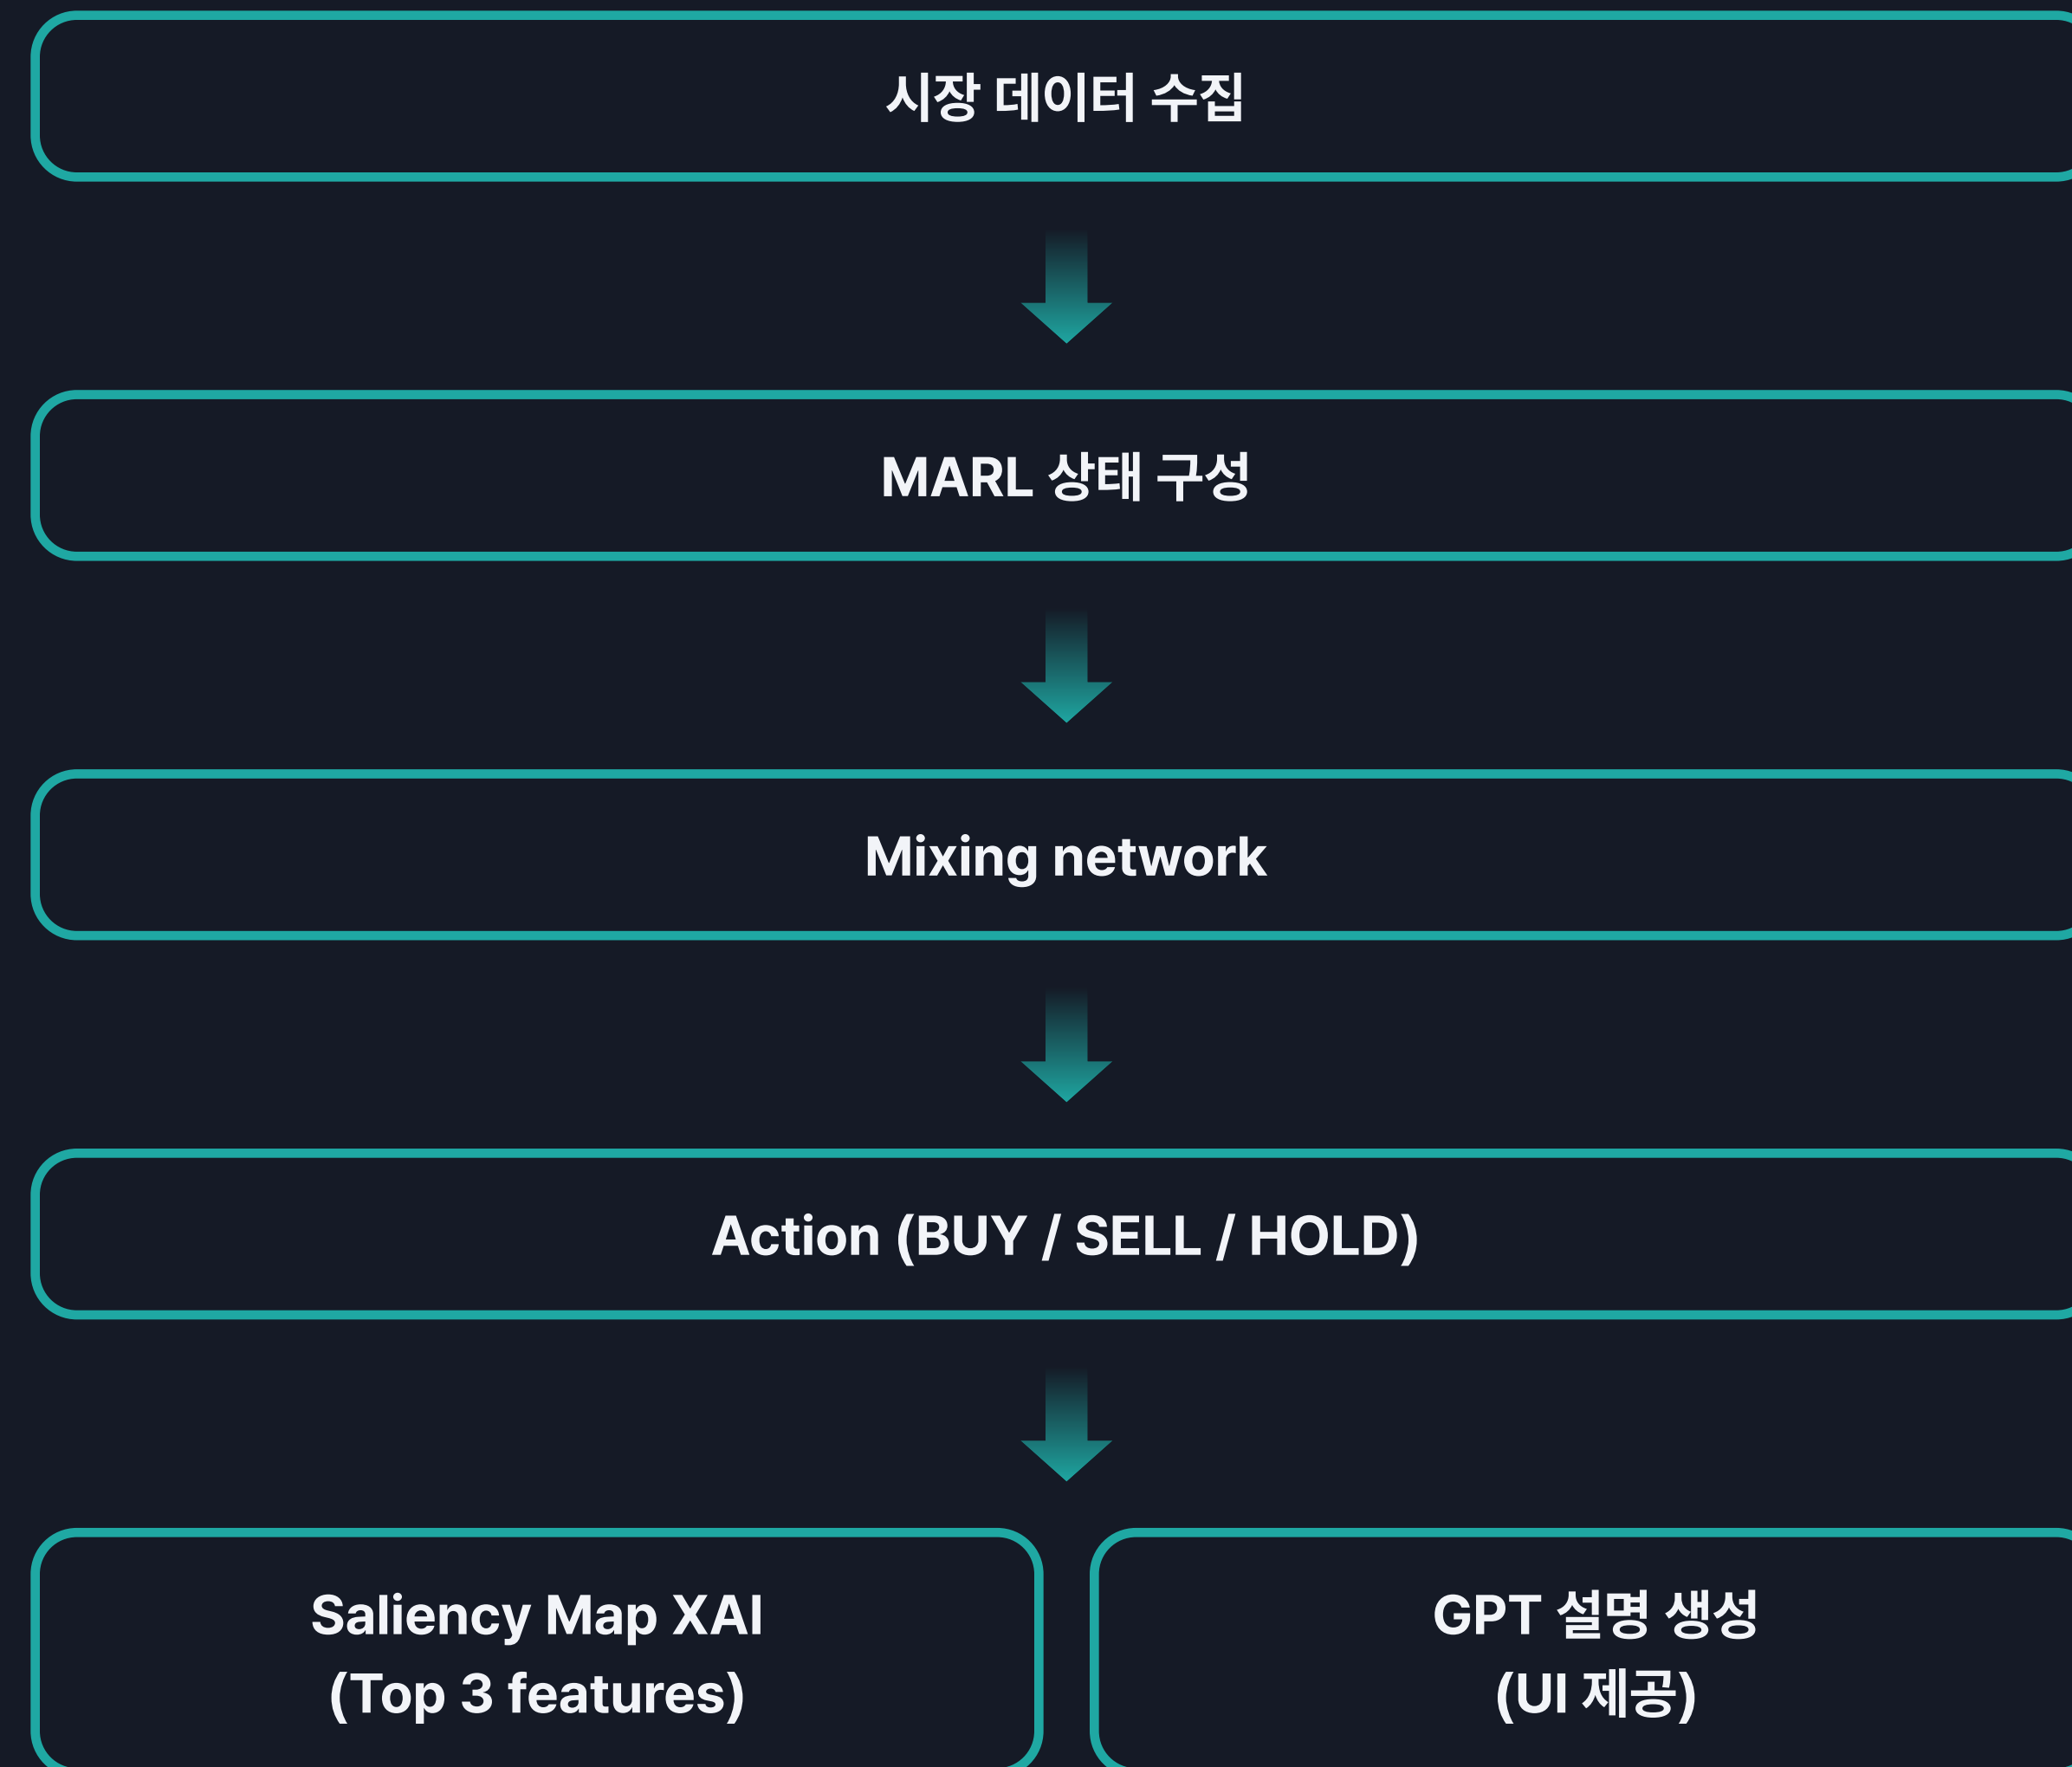 시장 데이터 수집
MARL 상태 구성
Mixing network
Action (BUY / SELL / HOLD)
Saliency Map XAI
(Top 3 features)
GPT 설명 생성
(UI 제공)